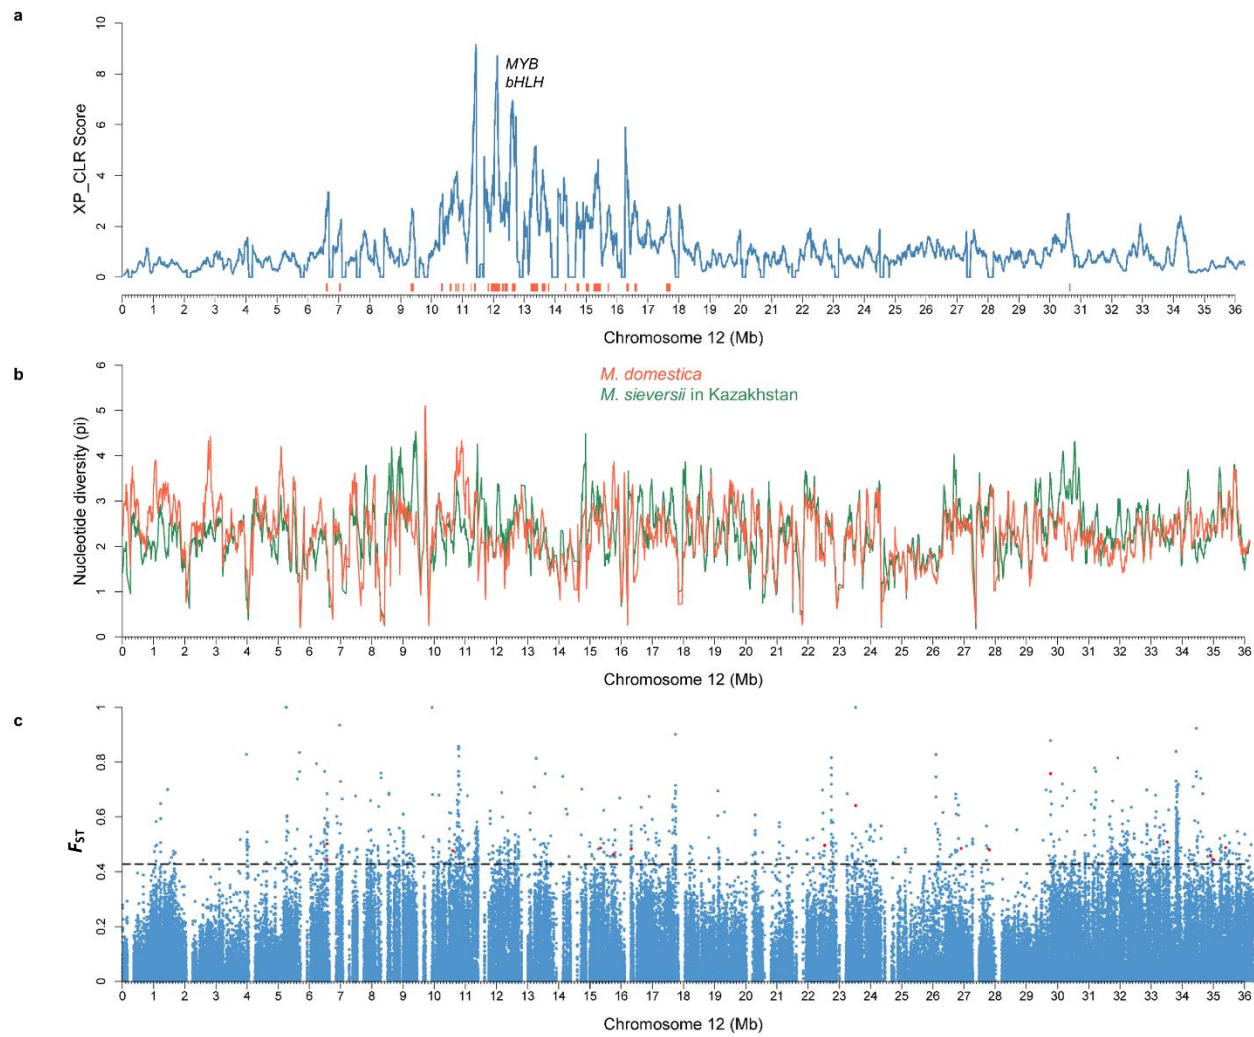 a
10
8
6
4
2
0
XP_CLR Score
MYB
bHLH
0 1 2 3 4 5 6 7 8 9 10 11 12 13 14 15 16 17 18 19 20 21 22 23 24 25 26 27 28 29 30 31 32 33 34 35 36
Chromosome 12 (Mb)
b
6
5
4
3
2
1
0
Nucleotide diversity (pi)
M. domestica
M. sieversii in Kazakhstan
0 1 2 3 4 5 6 7 8 9 10 11 12 13 14 15 16 17 18 19 20 21 22 23 24 25 26 27 28 29 30 31 32 33 34 35 36
Chromosome 12 (Mb)
c
1
0.8
0.6
0.4
0.2
0
FST
0 1 2 3 4 5 6 7 8 9 10 11 12 13 14 15 16 17 18 19 20 21 22 23 24 25 26 27 28 29 30 31 32 33 34 35 36
Chromosome 12 (Mb)